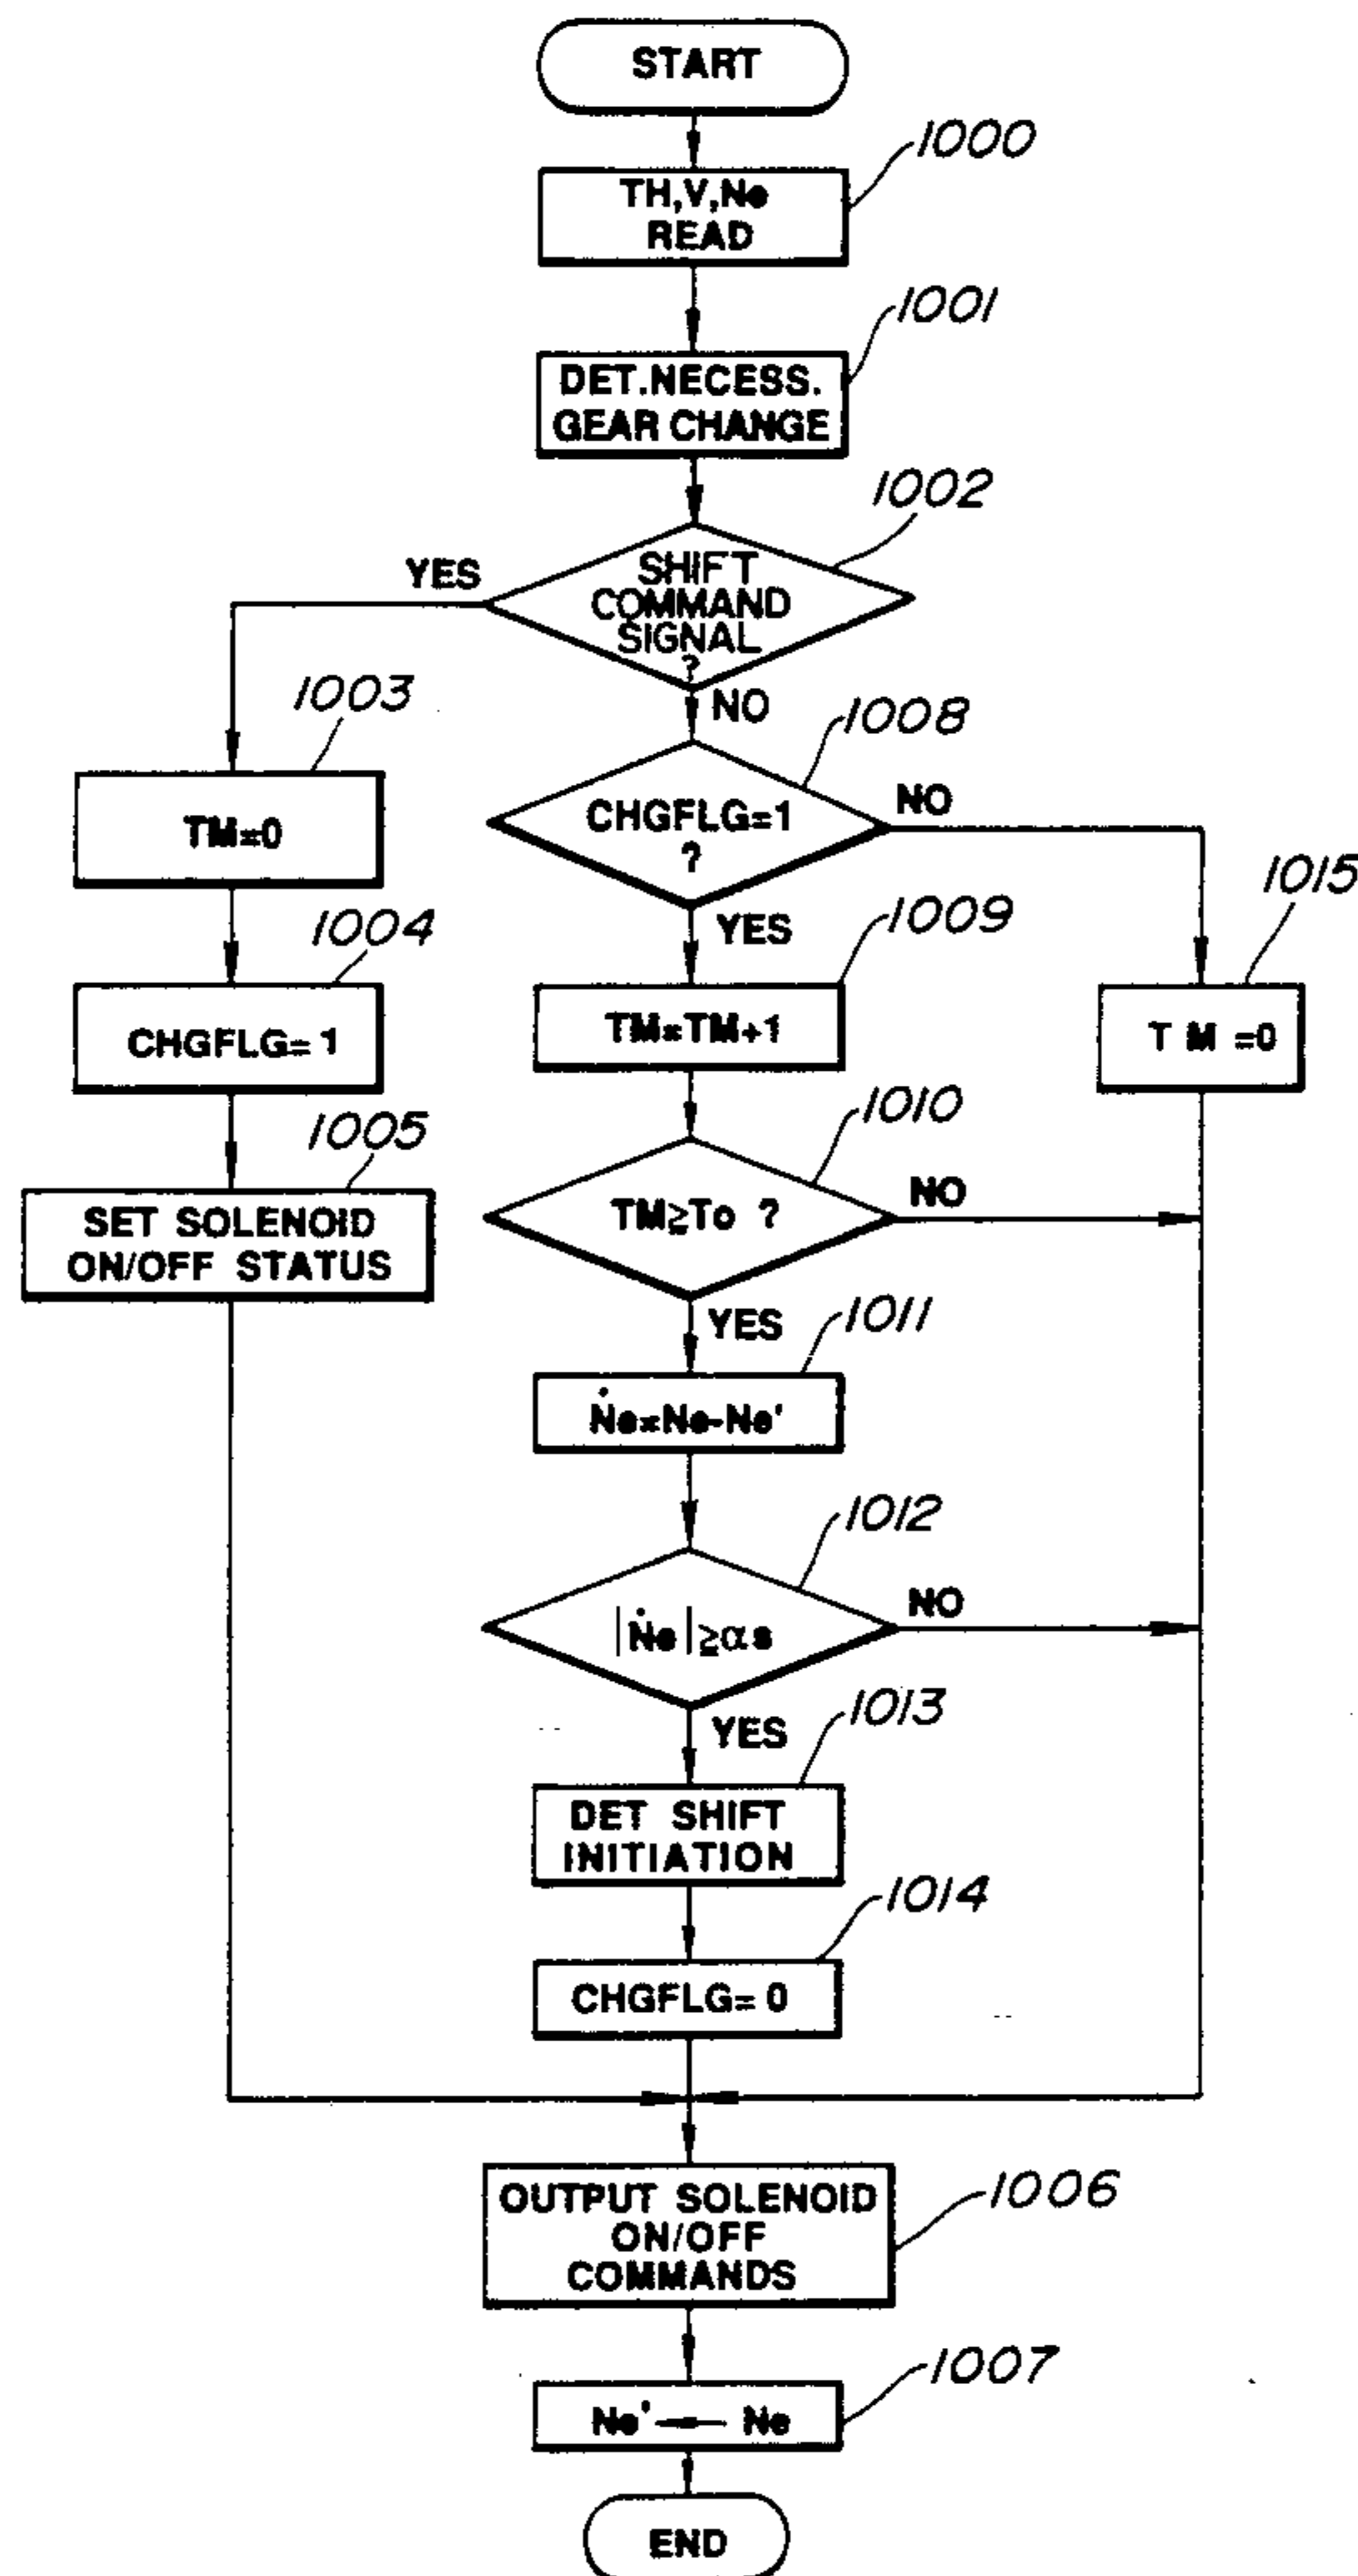 START
1000
TH,V,Ne
READ
1001
DET.NECESS.
GEAR CHANGE
1002
YES
SHIFT
COMMAND
SIGNAL
?
NO
1003
TM=0
1008
CHGFLG=1
?
NO
YES
1004
CHGFLG=1
1009
TM=TM+1
1015
TM=0
1005
SET SOLENOID
ON/OFF STATUS
1010
TM≧To ?
NO
YES
1011
Ṅe=Ne-Ne'
1012
|Ṅe|≧αs
NO
YES
1013
DET SHIFT
INITIATION
1014
CHGFLG=0
1006
OUTPUT SOLENOID
ON/OFF
COMMANDS
1007
Ne' ← Ne
END